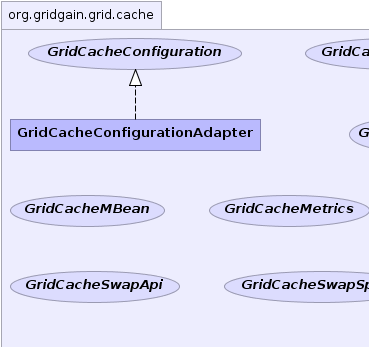 org.gridgain.grid.cache
GridCacheConfiguration
GridCacheConfigurationAdapter
GridCacheMBean
GridCacheMetrics
GridCacheSwapApi